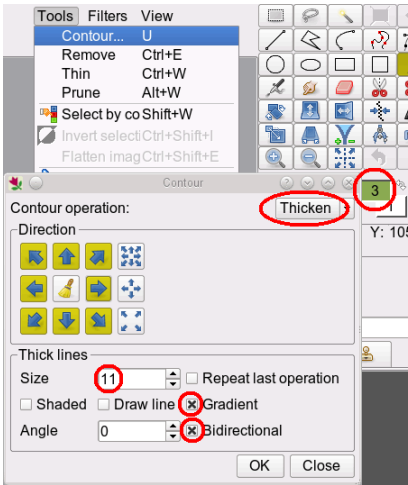 Tools Filters View
Contour... U
Remove Ctrl+E
Thin Ctrl+W
Prune Alt+W
Select by co Shift+W
Invert selecti Ctrl+Shift+I
Flatten imag Ctrl+Shift+E
Contour
3
Contour operation: Thicken
1
Direction
Y: 105
Thick lines
Size 11 Repeat last operation
Shaded Draw line Gradient
Angle 0 Bidirectional
OK Close